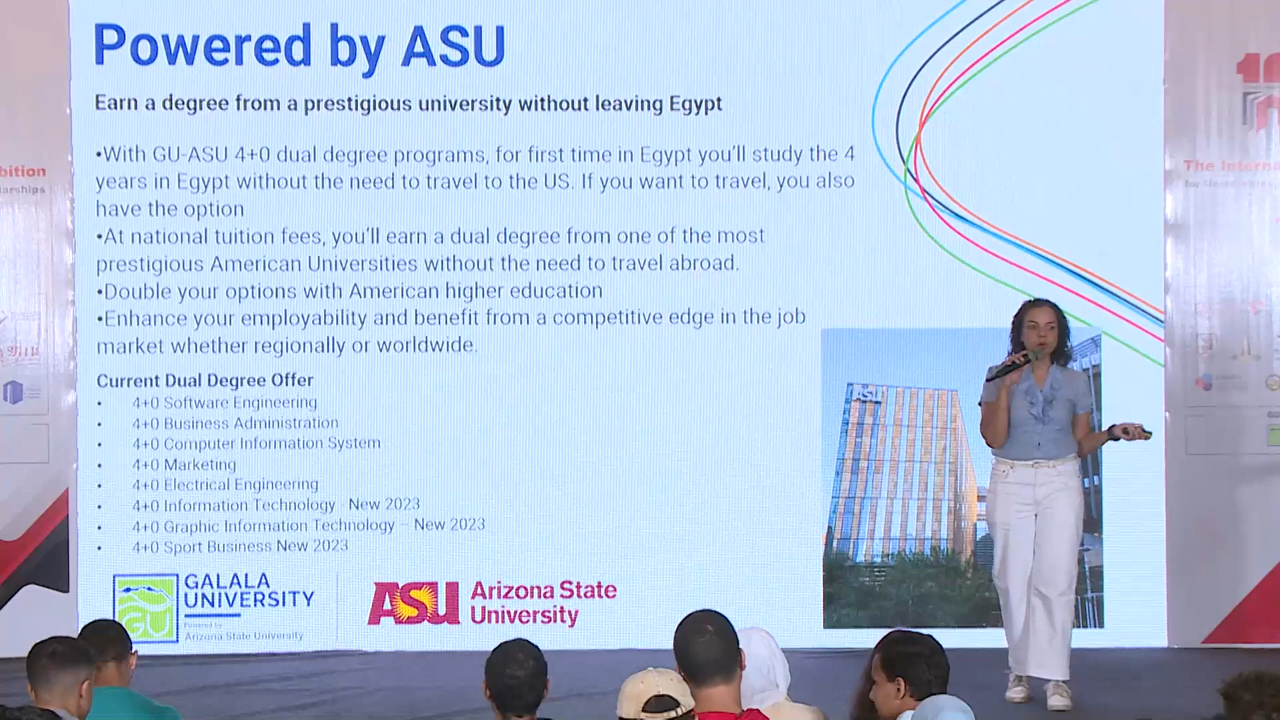 Powered by ASU
Earn a degree from a prestigious university without leaving Egypt
•With GU-ASU 4+0 dual degree programs, for first time in Egypt you'll study the 4
years in Egypt without the need to travel to the US. If you want to travel, you also
have the option
•At national tuition fees, you'll earn a dual degree from one of the most
prestigious American Universities without the need to travel abroad.
•Double your options with American higher education
•Enhance your employability and benefit from a competitive edge in the job
market whether regionally or worldwide.
Current Dual Degree Offer
• 4+0 Software Engineering
• 4+0 Business Administration
• 4+0 Computer Information System
• 4+0 Marketing
• 4+0 Electrical Engineering
• 4+0 Information Technology - New 2023
• 4+0 Graphic Information Technology – New 2023
• 4+0 Sport Business New 2023
GU
GALALA
UNIVERSITY
Powered by
Arizona State University
ASU
Arizona State
University
ASU
bition
larships
The Interna